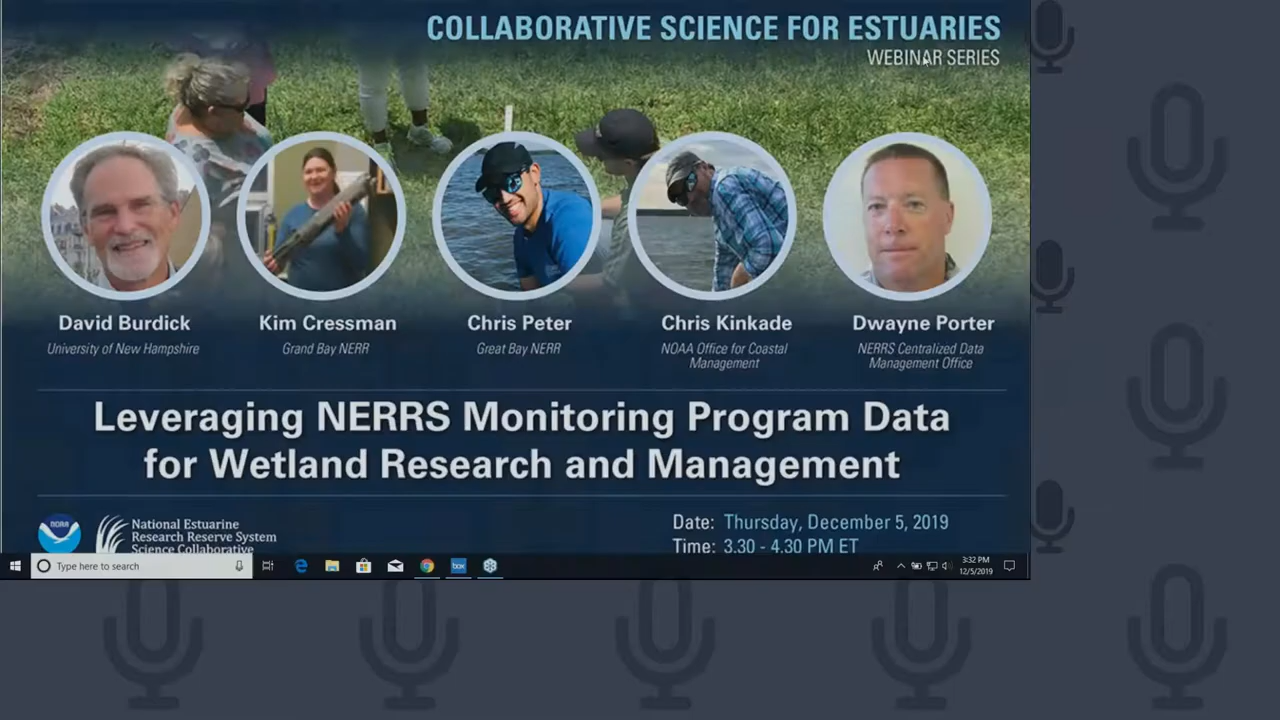 COLLABORATIVE SCIENCE FOR ESTUARIES
WEBINAR SERIES
David Burdick
University of New Hampshire
Kim Cressman
Grand Bay NERR
Chris Peter
Great Bay NERR
Chris Kinkade
NOAA Office for Coastal
Management
Dwayne Porter
NERRS Centralized Data
Management Office
Leveraging NERRS Monitoring Program Data
for Wetland Research and Management
NOAA
National Estuarine
Research Reserve System
Science Collaborative
Date: Thursday, December 5, 2019
Time: 3.30 - 4.30 PM ET
Type here to search
box
3:32 PM
12/5/2019